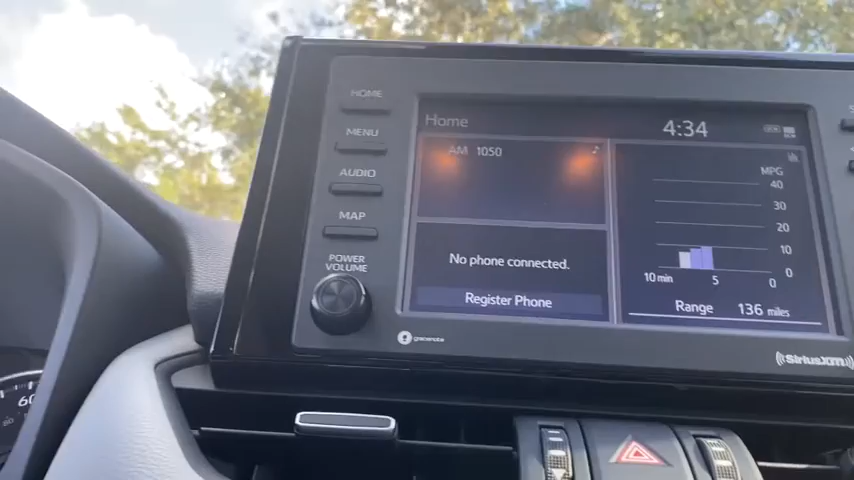 HOME
MENU
AUDIO
MAP
POWER
VOLUME
Home
4:34
AM 1050
No phone connected.
Register Phone
MPG
40
30
20
10
0
10 min
5
0
Range
136 miles
gracenote
SiriusXM
60